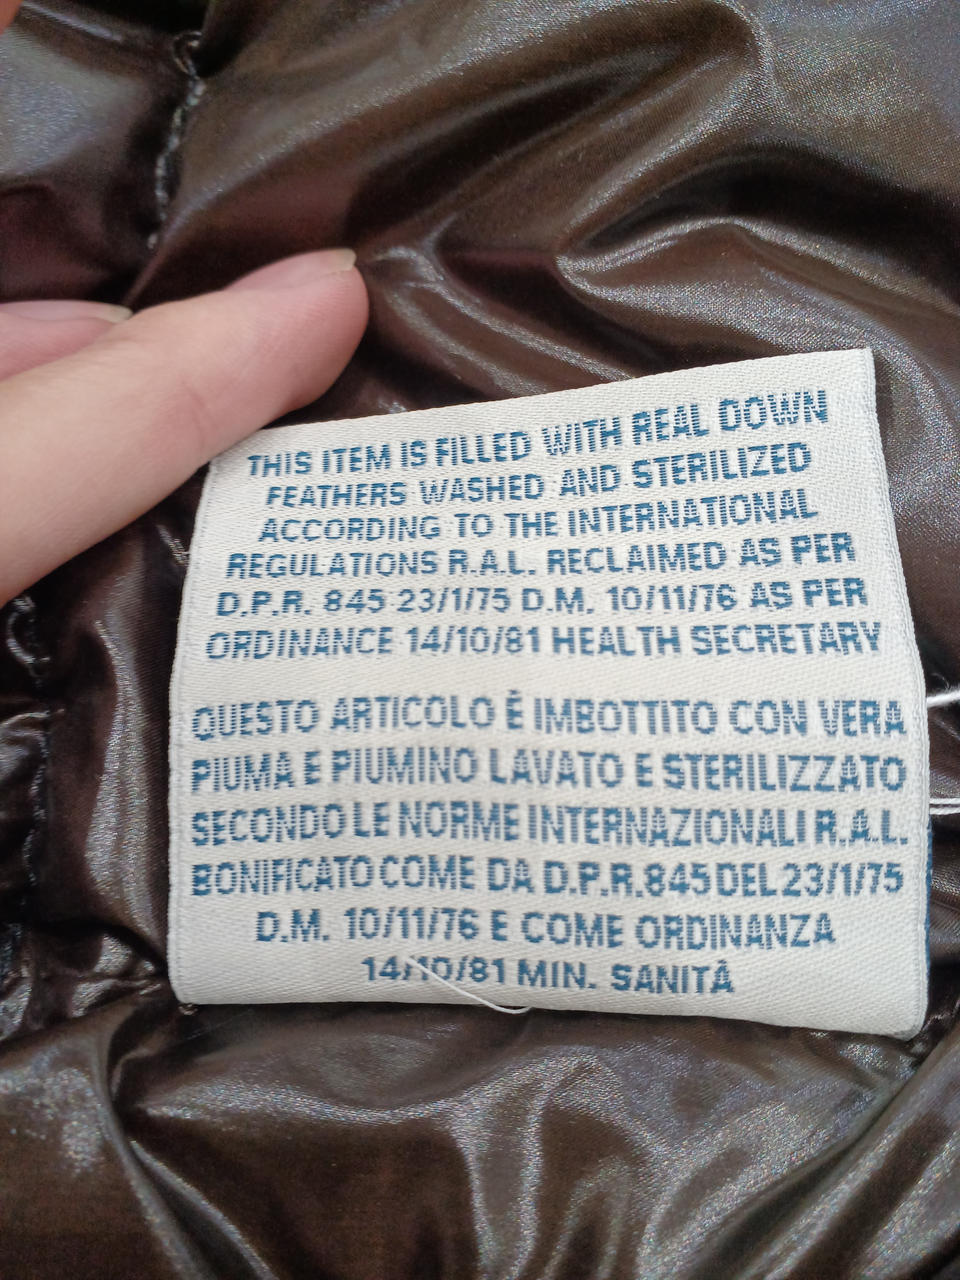 THIS ITEM IS FILLED WITH REAL DOWN
FEATHERS WASHED AND STERILIZED
ACCORDING TO THE INTERNATIONAL
REGULATIONS R.A.L. RECLAIMED AS PER
D.P.R. 845 23/1/75 D.M. 10/11/76 AS PER
ORDINANCE 14/10/81 HEALTH SECRETARY
QUESTO ARTICOLO È IMBOTTITO CON VERA
PIUMA E PIUMINO LAVATO E STERILIZZATO
SECONDO LE NORME INTERNAZIONALI R.A.L.
BONIFICATO COME DA D.P.R. 845 DEL 23/1/75
D.M. 10/11/76 E COME ORDINANZA
14/10/81 MIN. SANITÀ